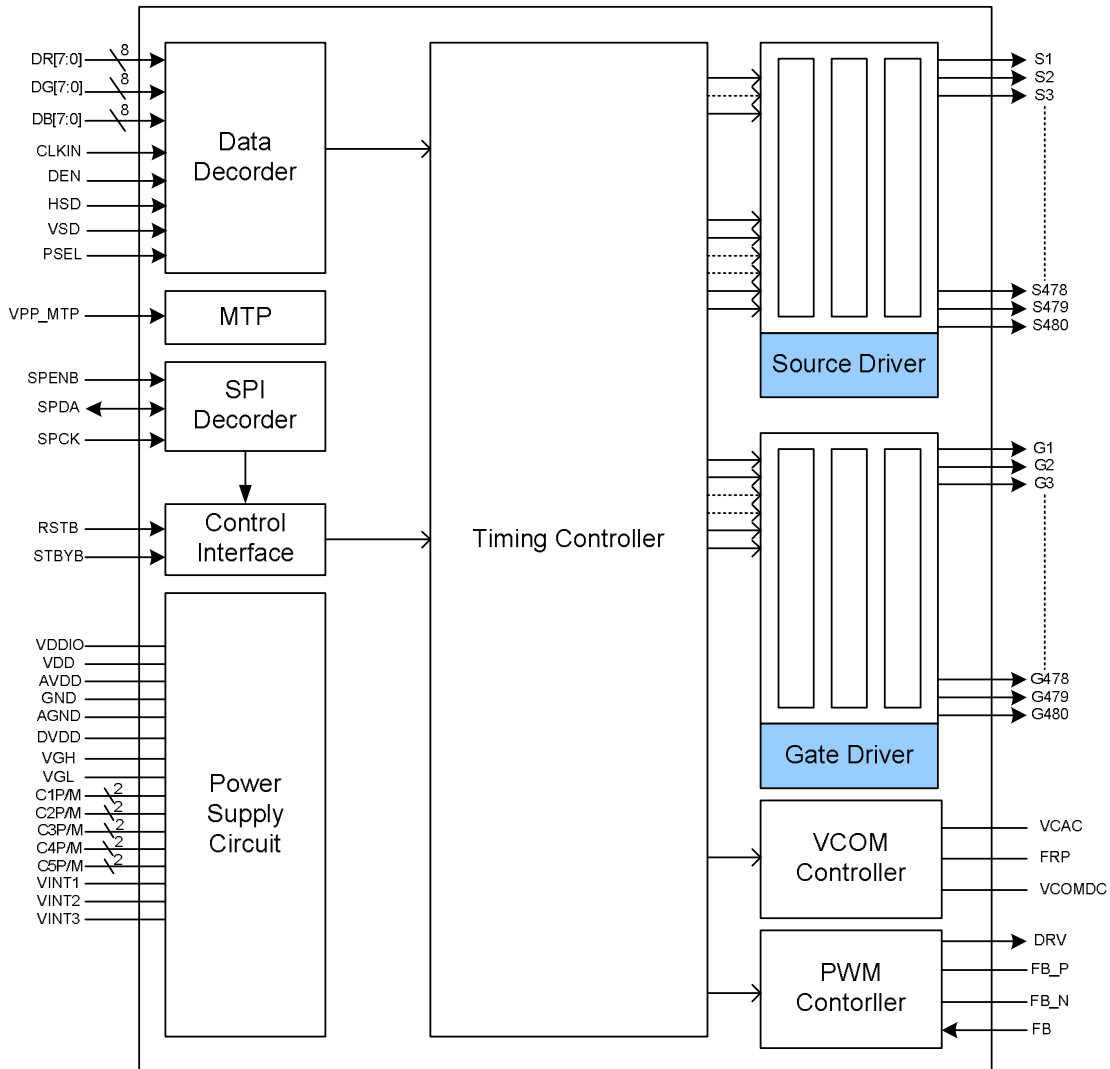 DR[7:0]
8
DG[7:0]
8
DB[7:0]
8
CLKIN
DEN
HSD
VSD
PSEL
Data
Decorder
VPP_MTP
MTP
SPENB
SPDA
SPCK
SPI
Decorder
RSTB
STBYB
Control
Interface
VDDIO
VDD
AVDD
GND
AGND
DVDD
VGH
VGL
C1P/M
2
C2P/M
2
C3P/M
2
C4P/M
2
C5P/M
2
VINT1
VINT2
VINT3
Power
Supply
Circuit
Timing Controller
Source Driver
S1
S2
S3
S478
S479
S480
Gate Driver
G1
G2
G3
G478
G479
G480
VCOM
Controller
VCAC
FRP
VCOMDC
PWM
Contorller
DRV
FB_P
FB_N
FB